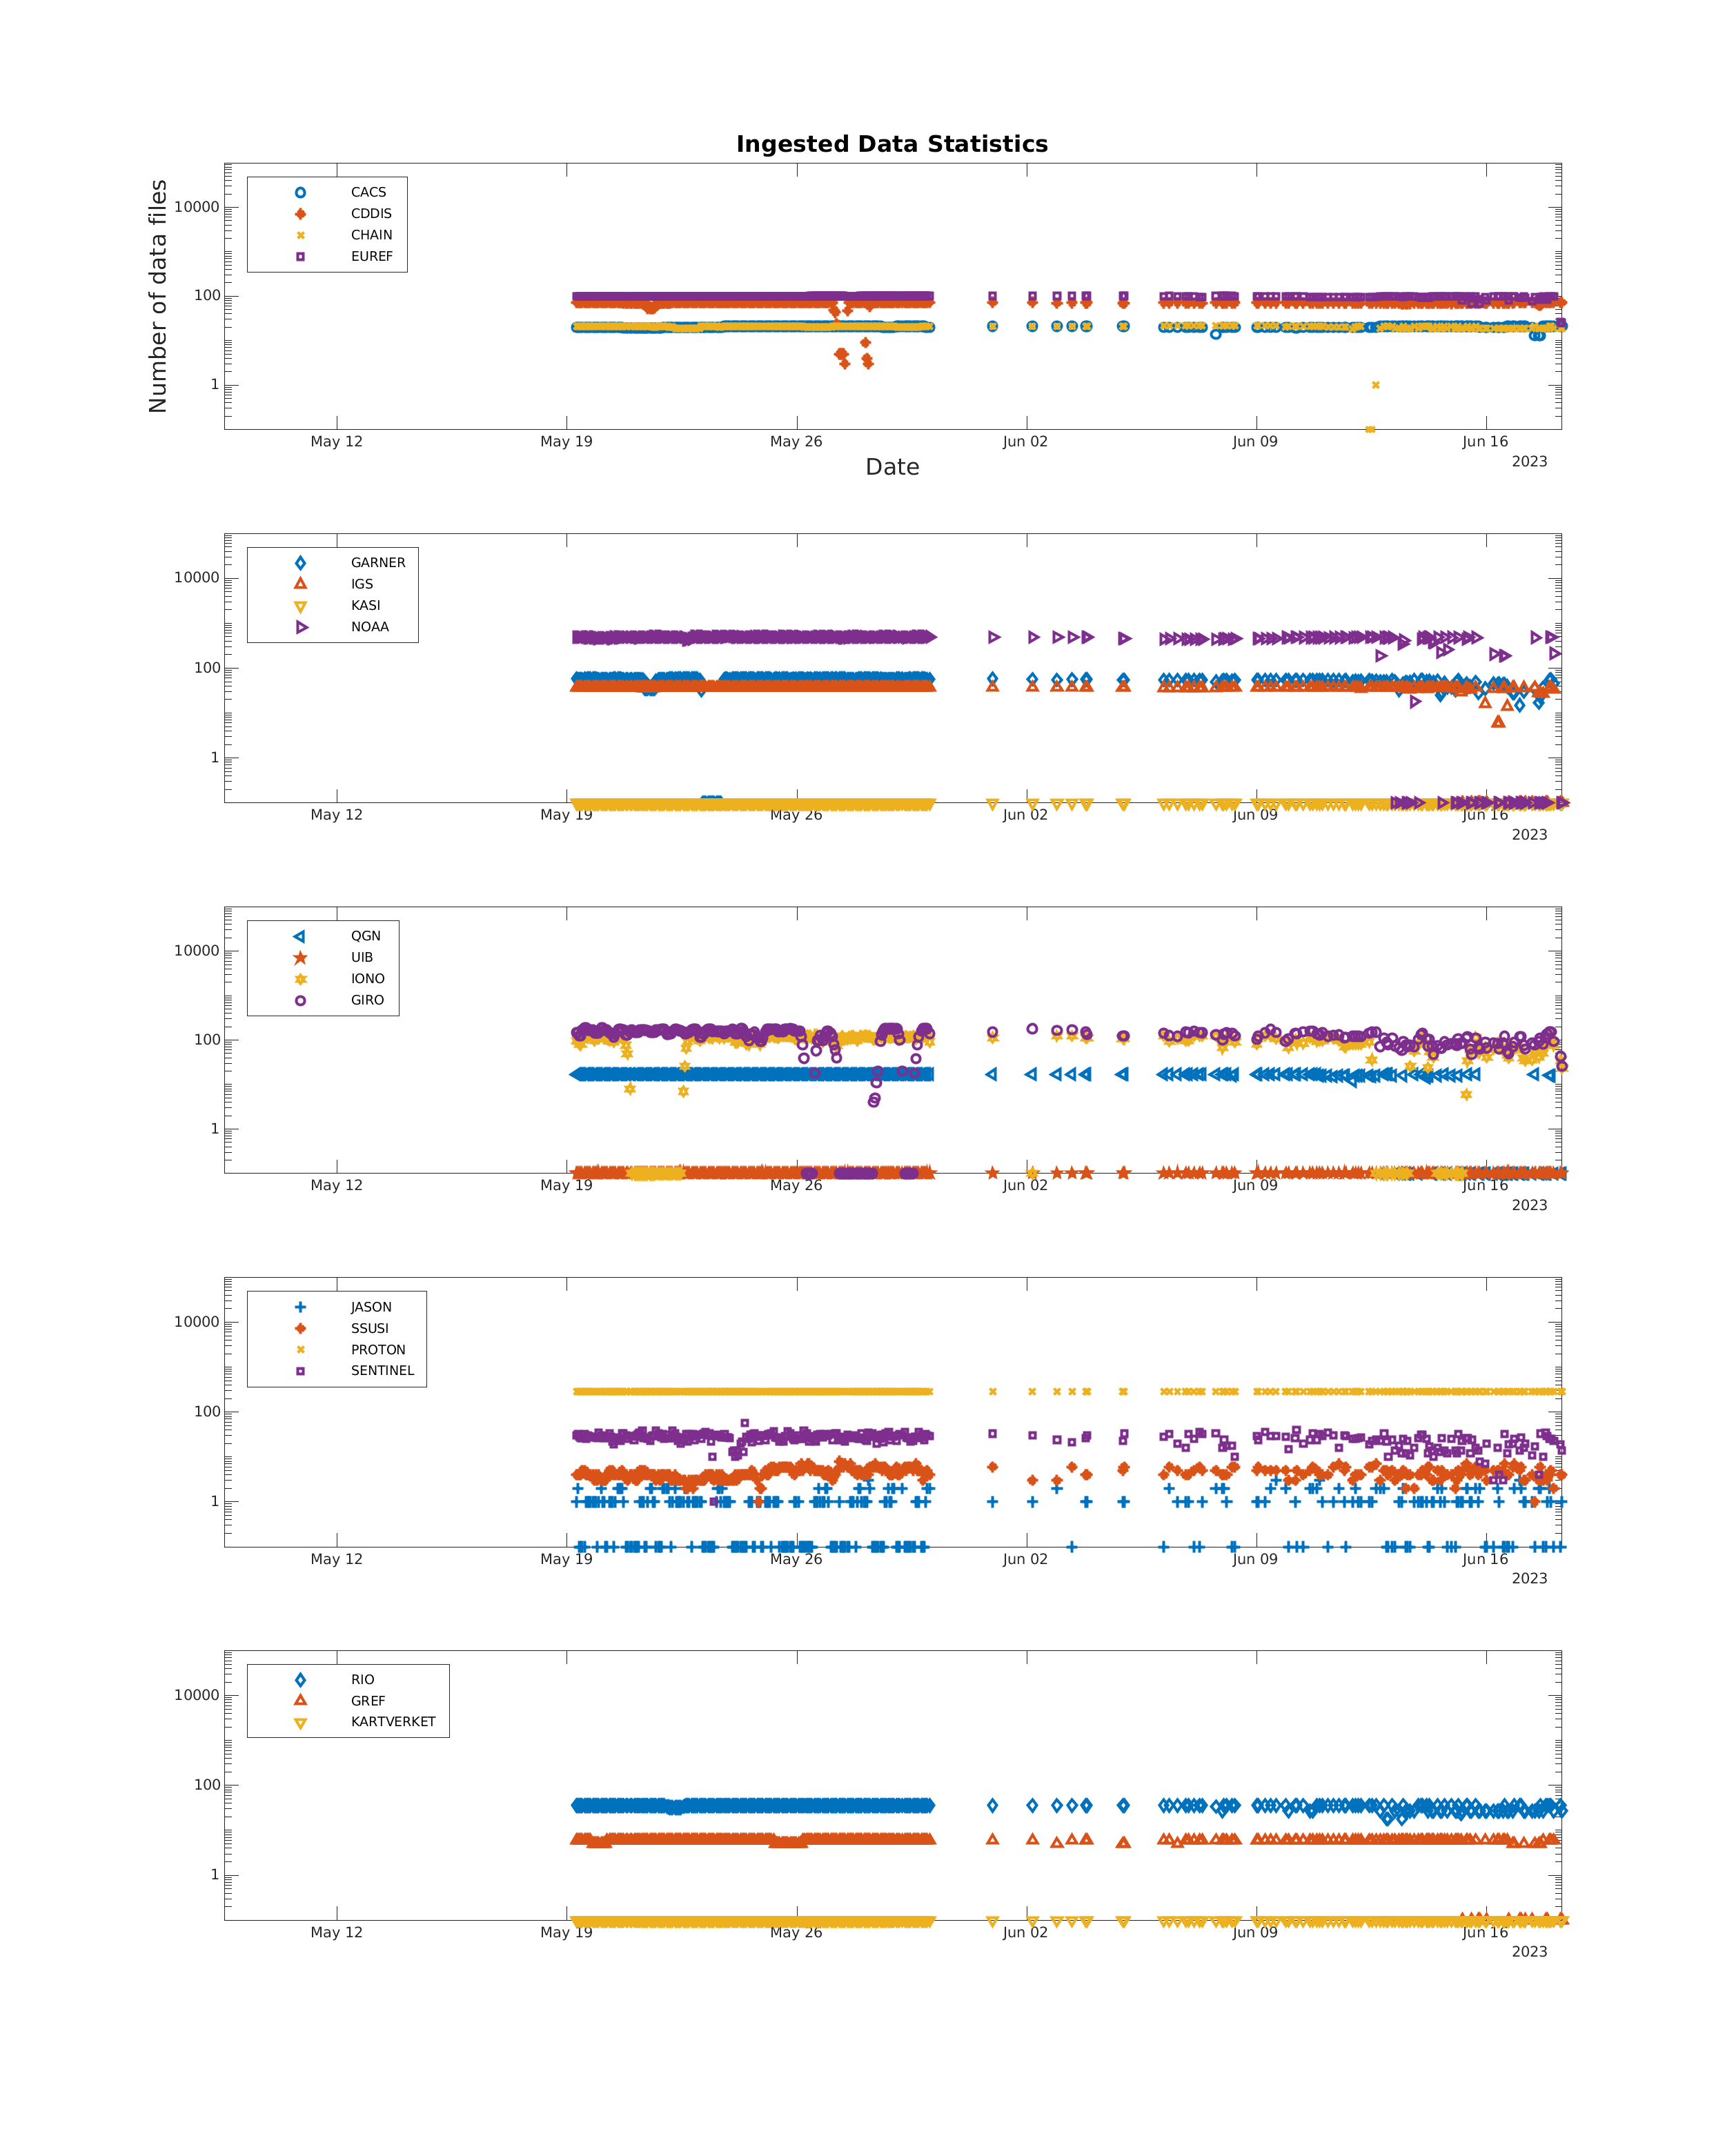 Ingested Data Statistics
Number of data files
10000
100
1
CACS
CDDIS
CHAIN
EUREF
May 12 May 19 May 26 Jun 02 Jun 09 Jun 16
2023
Date
10000
100
1
GARNER
IGS
KASI
NOAA
May 12 May 19 May 26 Jun 02 Jun 09 Jun 16
2023
10000
100
1
QGN
UIB
IONO
GIRO
May 12 May 19 May 26 Jun 02 Jun 09 Jun 16
2023
10000
100
1
JASON
SSUSI
PROTON
SENTINEL
May 12 May 19 May 26 Jun 02 Jun 09 Jun 16
2023
10000
100
1
RIO
GREF
KARTVERKET
May 12 May 19 May 26 Jun 02 Jun 09 Jun 16
2023